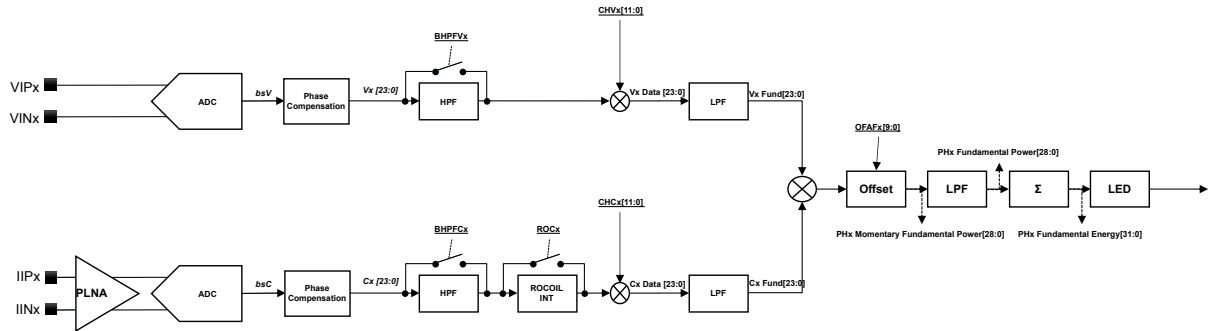 CHVx[11:0]
BHPFVx
VIPx
VINx
ADC
bsV
Phase
Compensation
Vx [23:0]
HPF
Vx Data [23:0]
LPF
Vx Fund[23:0]
OFAFx[9:0]
PHx Fundamental Power[28:0]
Offset
LPF
Σ
LED
PHx Momentary Fundamental Power[28:0]
PHx Fundamental Energy[31:0]
CHCx[11:0]
BHPFCx
ROCx
IIPx
IINx
PLNA
ADC
bsC
Phase
Compensation
Cx [23:0]
HPF
ROCOIL
INT
Cx Data [23:0]
LPF
Cx Fund[23:0]